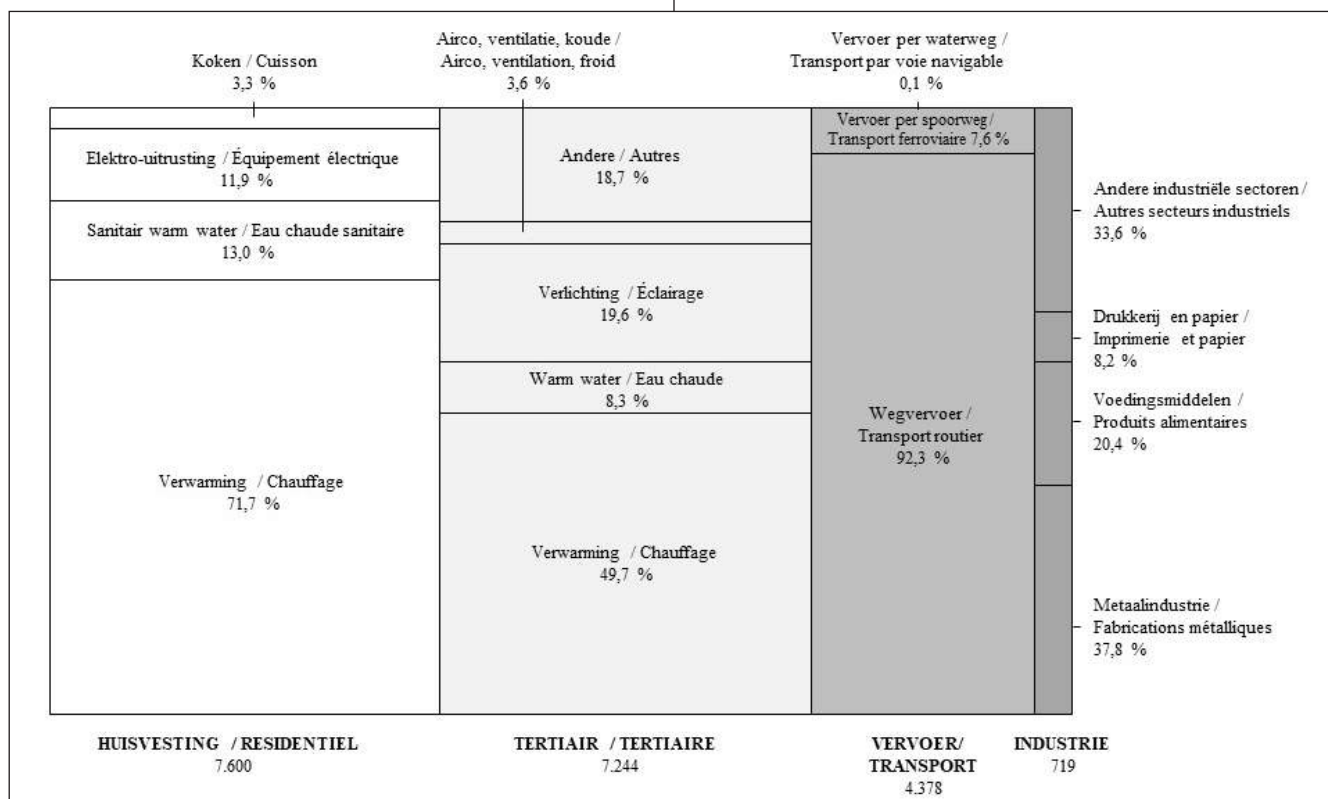 Koken / Cuisson
3,3 %
Airco, ventilatie, koude /
Airco, ventilation, froid
3,6 %
Vervoer per waterweg /
Transport par voie navigable
0,1 %
Elektro-uitrusting / Équipement électrique
11,9 %
Sanitair warm water / Eau chaude sanitaire
13,0 %
Verwarming / Chauffage
71,7 %
Andere / Autres
18,7 %
Verlichting / Éclairage
19,6 %
Warm water / Eau chaude
8,3 %
Verwarming / Chauffage
49,7 %
Vervoer per spoorweg/
Transport ferroviaire 7,6 %
Wegvervoer /
Transport routier
92,3 %
Andere industriële sectoren /
Autres secteurs industriels
33,6 %
Drukkerij en papier /
Imprimerie et papier
8,2 %
Voedingsmiddelen /
Produits alimentaires
20,4 %
Metaalindustrie /
Fabrications métalliques
37,8 %
HUISVESTING / RESIDENTIEL
7.600
TERTIAIR / TERTIAIRE
7.244
VERVOER/
TRANSPORT
4.378
INDUSTRIE
719